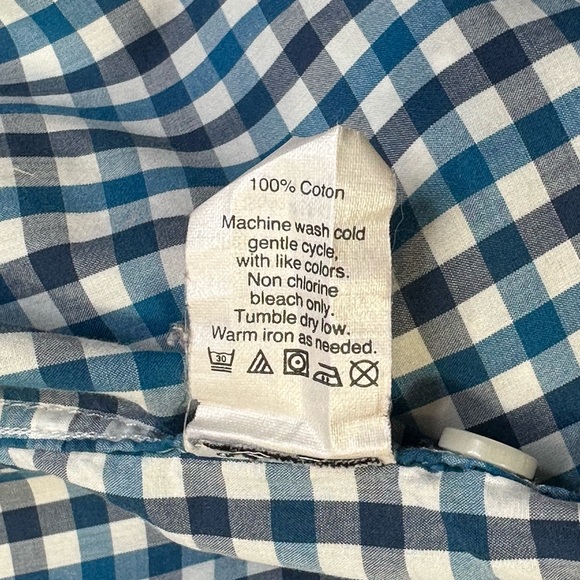 100% Coton
Machine wash cold
gentle cycle,
with like colors.
Non chlorine
bleach only.
Tumble dry low.
Warm iron as needed.
30